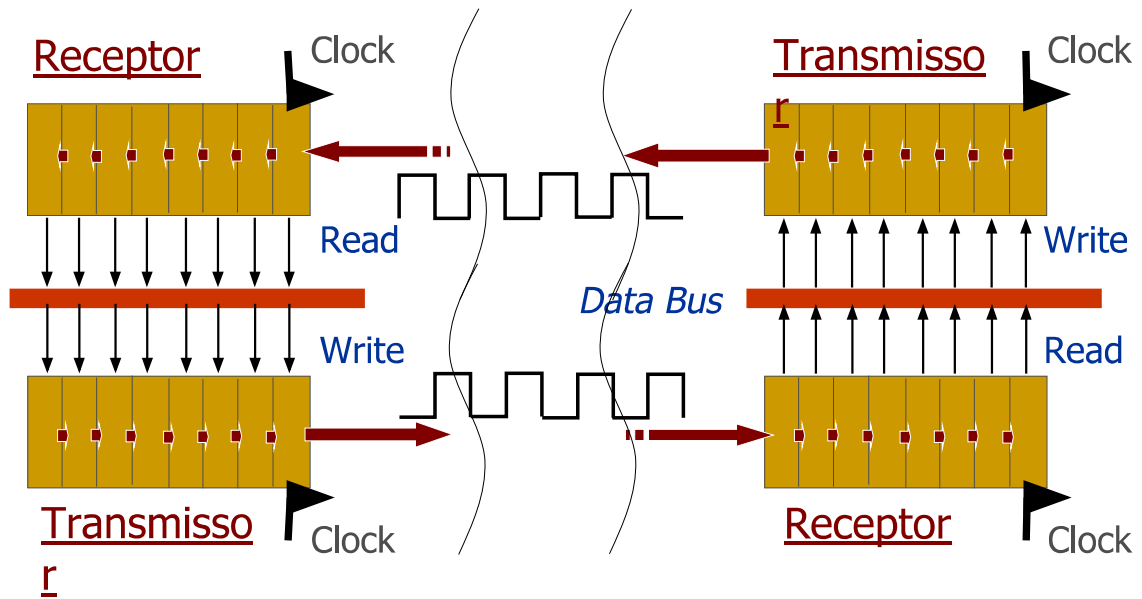 Receptor
Clock
Transmisso
r
Clock
Read
Write
Data Bus
Write
Read
Transmisso
r
Clock
Receptor
Clock